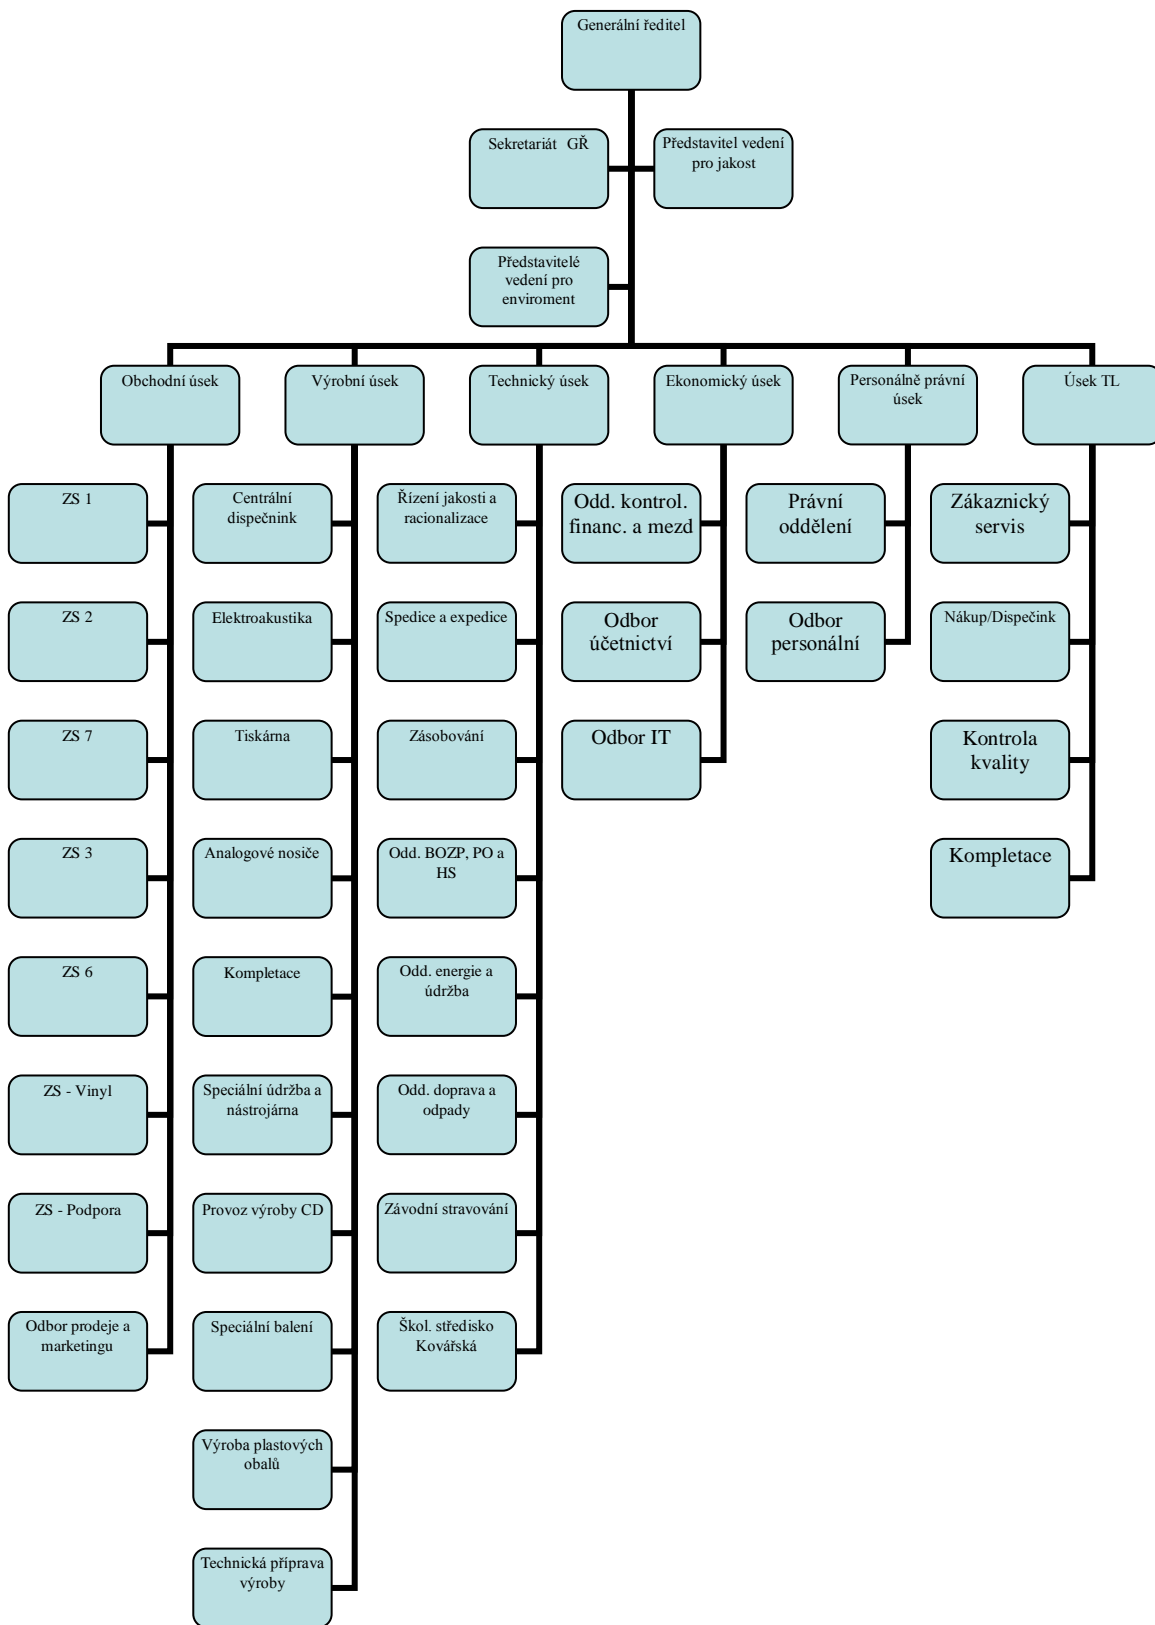 Generální ředitel
Sekretariát GŘ
Představitel vedení
pro jakost
Představitelé
vedení pro
enviroment
Obchodní úsek
Výrobní úsek
Technický úsek
Ekonomický úsek
Personálně právní
úsek
Úsek TL
ZS 1
Centrální
dispečnink
Řízení jakosti a
racionalizace
Odd. kontrol.
financ. a mezd
Právní
oddělení
Zákaznický
servis
ZS 2
Elektroakustika
Spedice a expedice
Odbor
účetnictví
Odbor
personální
Nákup/Dispečink
ZS 7
Tiskárna
Zásobování
Odbor IT
Kontrola
kvality
ZS 3
Analogové nosiče
Odd. BOZP, PO a
HS
Kompletace
ZS 6
Kompletace
Odd. energie a
údržba
ZS - Vinyl
Speciální údržba a
nástrojárna
Odd. doprava a
odpady
ZS - Podpora
Provoz výroby CD
Závodní stravování
Odbor prodeje a
marketingu
Speciální balení
Škol. středisko
Kovářská
Výroba plastových
obalů
Technická příprava
výroby